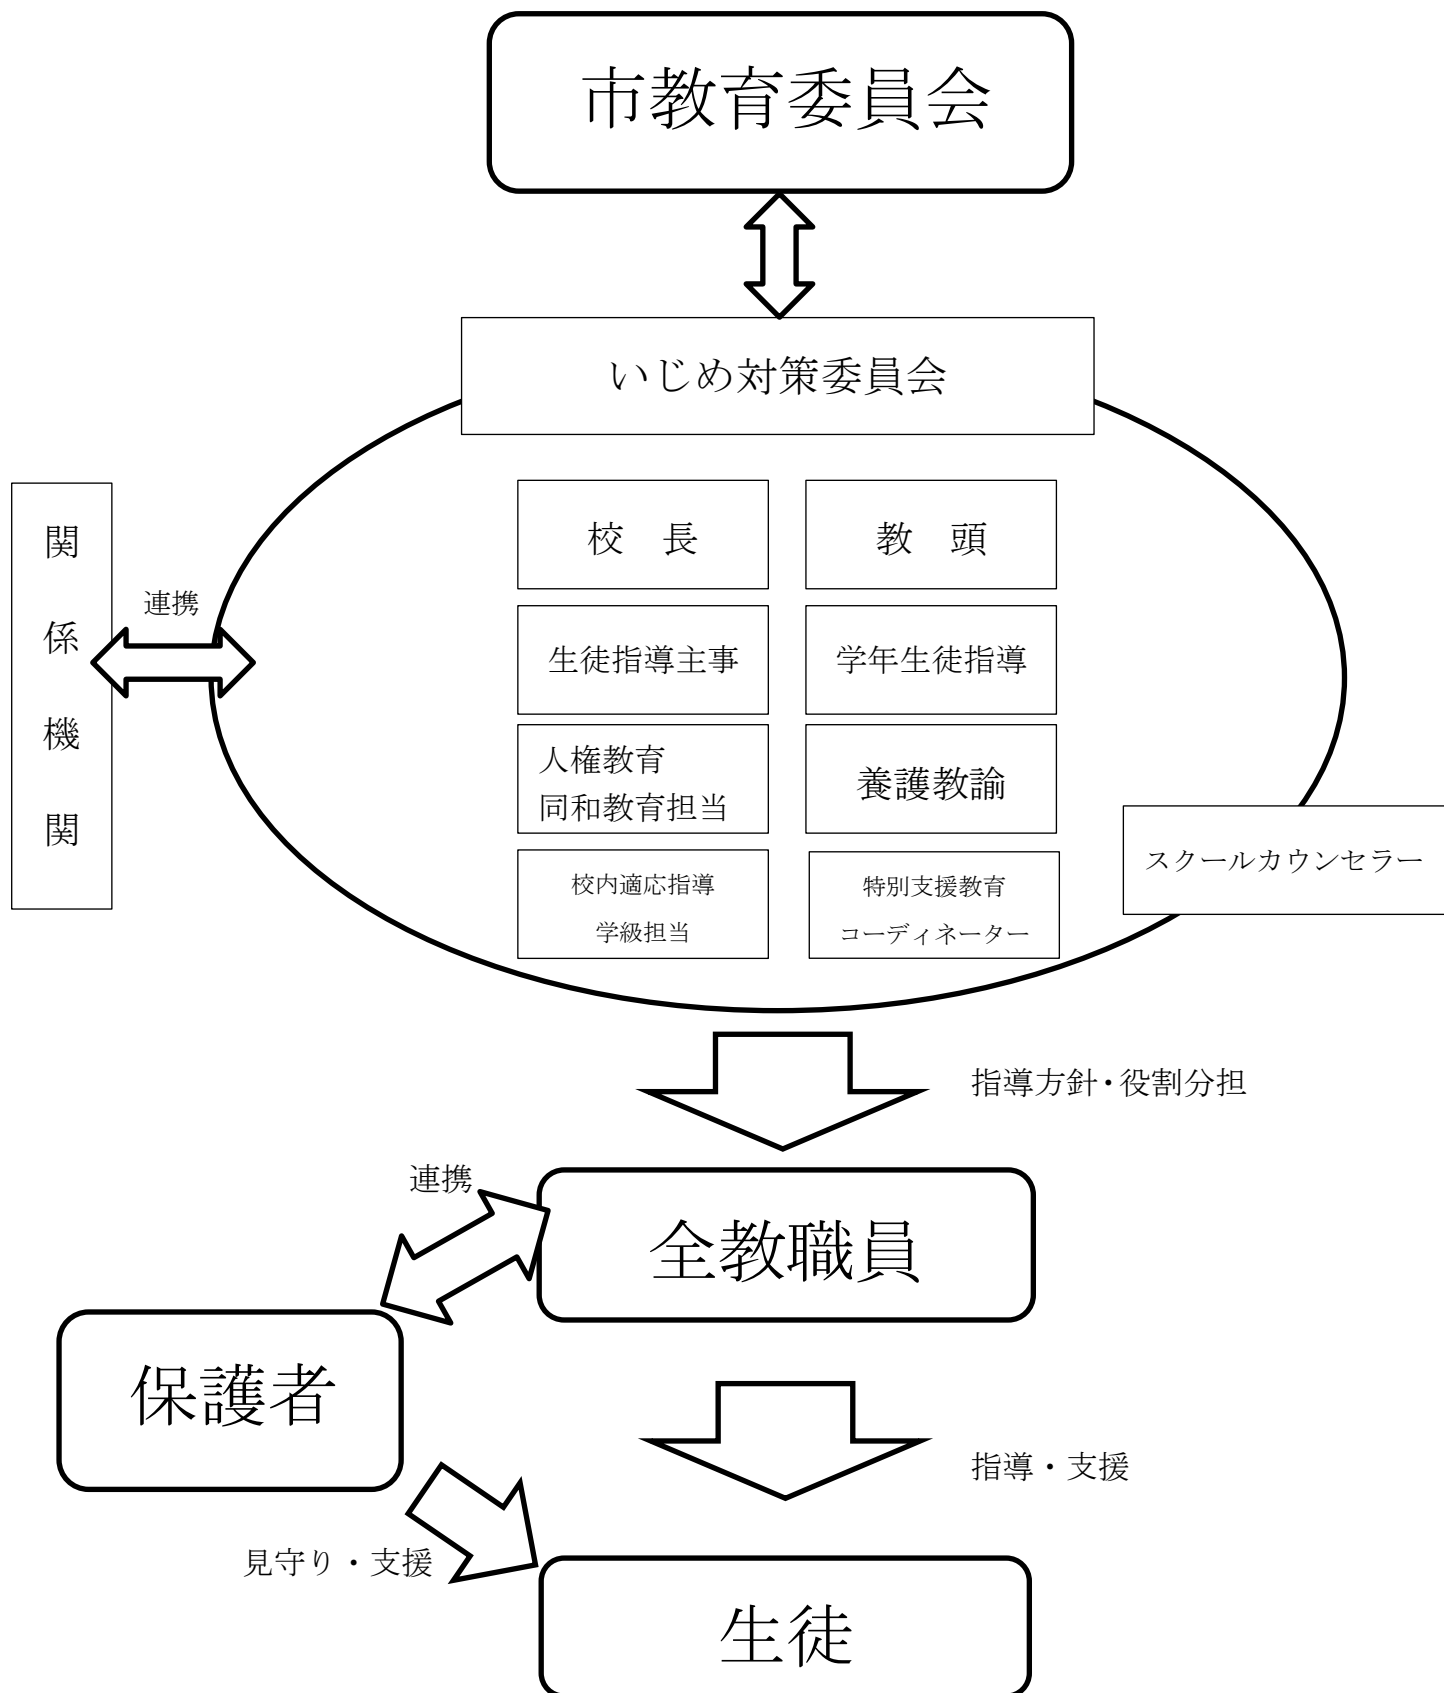 市教育委員会
いじめ対策委員会
校　長
教　頭
関係機関
連携
生徒指導主事
学年生徒指導
人権教育
同和教育担当
養護教諭
スクールカウンセラー
校内適応指導
学級担当
特別支援教育
コーディネーター
指導方針・役割分担
連携
全教職員
保護者
指導・支援
見守り・支援
生徒